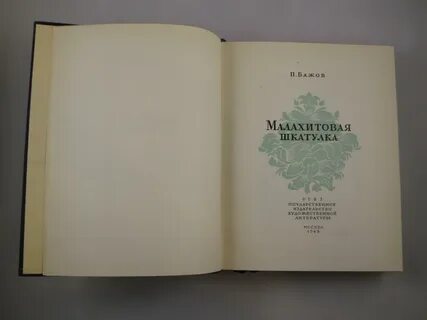 П. Бажов
МАЛАХИТОВАЯ
ШКАТУЛКА
ОГИЗ
ГОСУДАРСТВЕННОЕ
ИЗДАТЕЛЬСТВО
ХУДОЖЕСТВЕННОЙ
ЛИТЕРАТУРЫ
МОСКВА